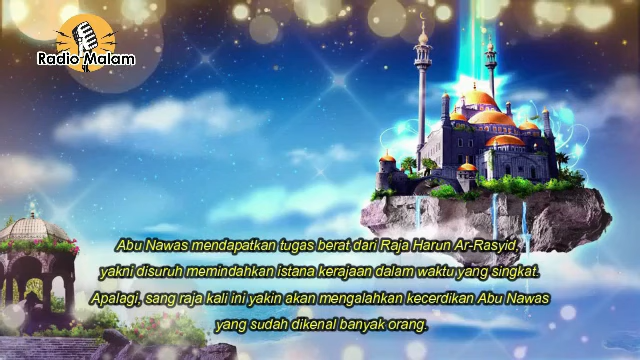 Radio Malam
Abu Nawas mendapatkan tugas berat dari Raja Harun Ar-Rasyid,
yakni disuruh memindahkan istana kerajaan dalam waktu yang singkat.
Apalagi, sang raja kali ini yakin akan mengalahkan kecerdikan Abu Nawas
yang sudah dikenal banyak orang.